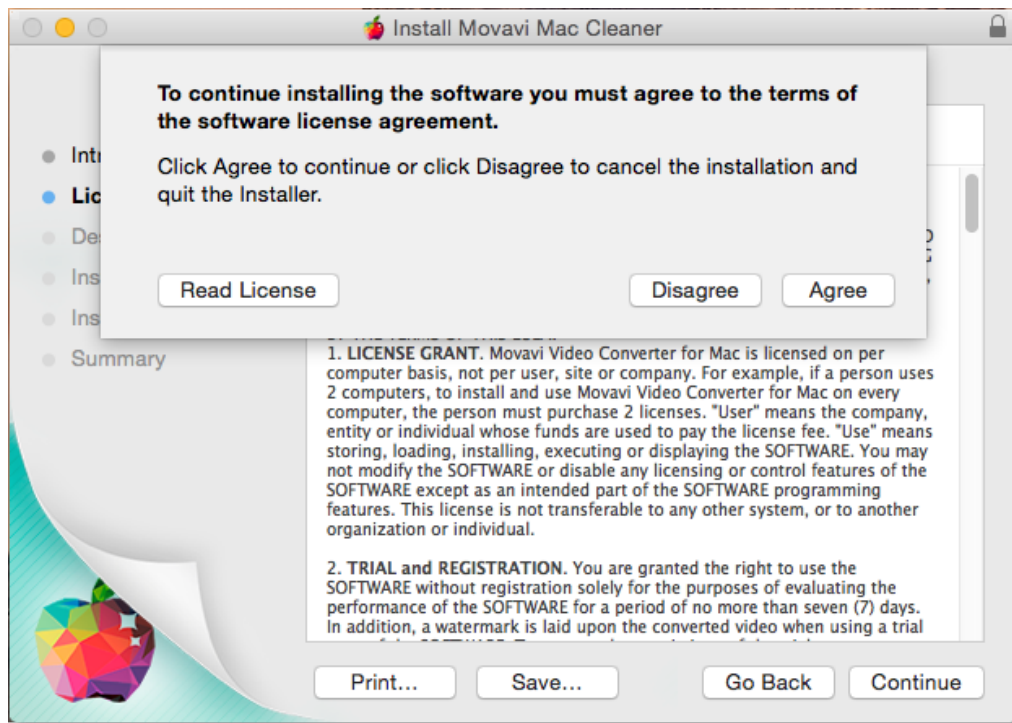 Install Movavi Mac Cleaner
To continue installing the software you must agree to the terms of
the software license agreement.
Click Agree to continue or click Disagree to cancel the installation and
quit the Installer.
Read License
Disagree
Agree
Summary
1. LICENSE GRANT. Movavi Video Converter for Mac is licensed on per
computer basis, not per user, site or company. For example, if a person uses
2 computers, to install and use Movavi Video Converter for Mac on every
computer, the person must purchase 2 licenses. "User" means the company,
entity or individual whose funds are used to pay the license fee. "Use" means
storing, loading, installing, executing or displaying the SOFTWARE. You may
not modify the SOFTWARE or disable any licensing or control features of the
SOFTWARE except as an intended part of the SOFTWARE programming
features. This license is not transferable to any other system, or to another
organization or individual.
2. TRIAL and REGISTRATION. You are granted the right to use the
SOFTWARE without registration solely for the purposes of evaluating the
performance of the SOFTWARE for a period of no more than seven (7) days.
In addition, a watermark is laid upon the converted video when using a trial
Print...
Save...
Go Back
Continue